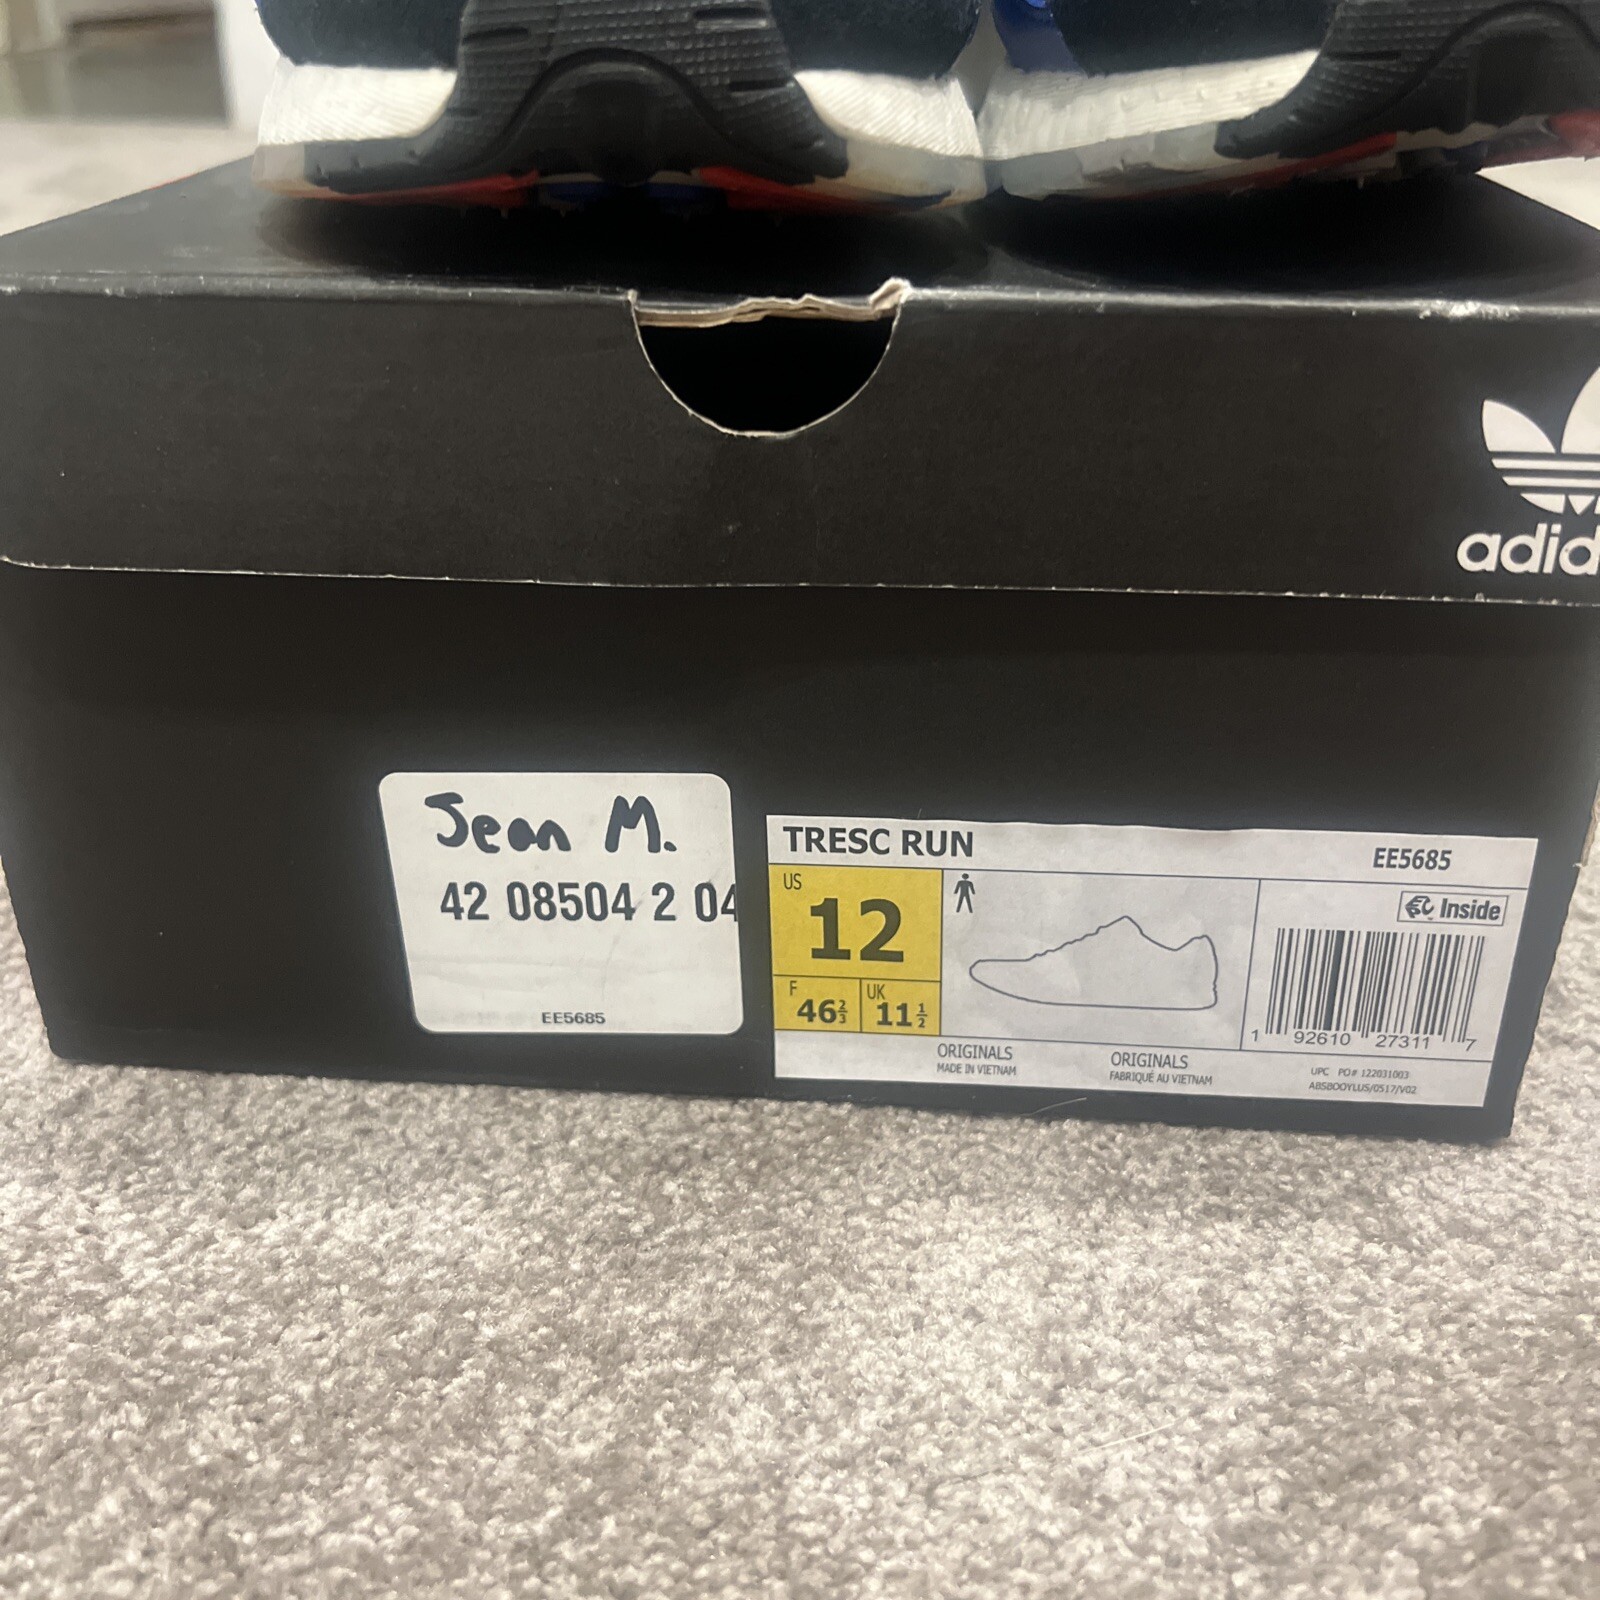 adid
Jean M.
42 08504 2 04
EE5685
TRESC RUN
EE5685
US
12
F
46⅔
UK
11½
Inside
1 92610 27311 7
ORIGINALS
MADE IN VIETNAM
ORIGINALS
FABRIQUÉ AU VIETNAM
UPC PO# 122031003
ABSBOOYLUS/0517/V02